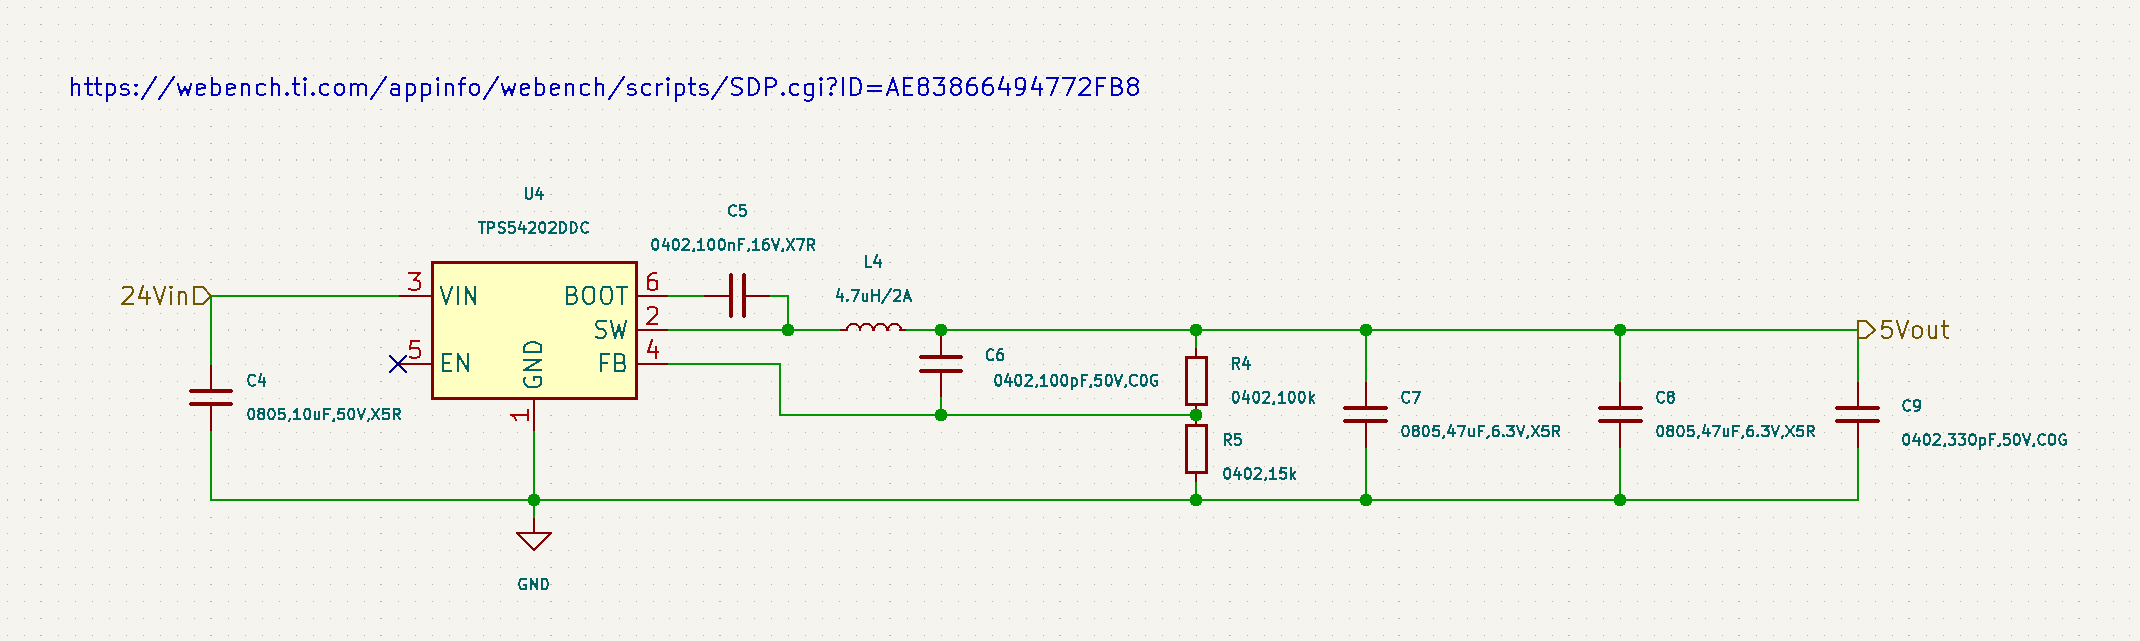 https://webench.ti.com/appinfo/webench/scripts/SDP.cgi?ID=AE83866494772FB8
U4
TPS54202DDC
C5
0402,100nF,16V,X7R
L4
4.7uH/2A
24Vin
3
VIN
BOOT
6
SW
2
5Vout
5
EN
GND
FB
4
1
C4
0805,10uF,50V,X5R
C6
0402,100pF,50V,C0G
R4
0402,100k
C7
0805,47uF,6.3V,X5R
C8
0805,47uF,6.3V,X5R
C9
0402,330pF,50V,C0G
R5
0402,15k
GND